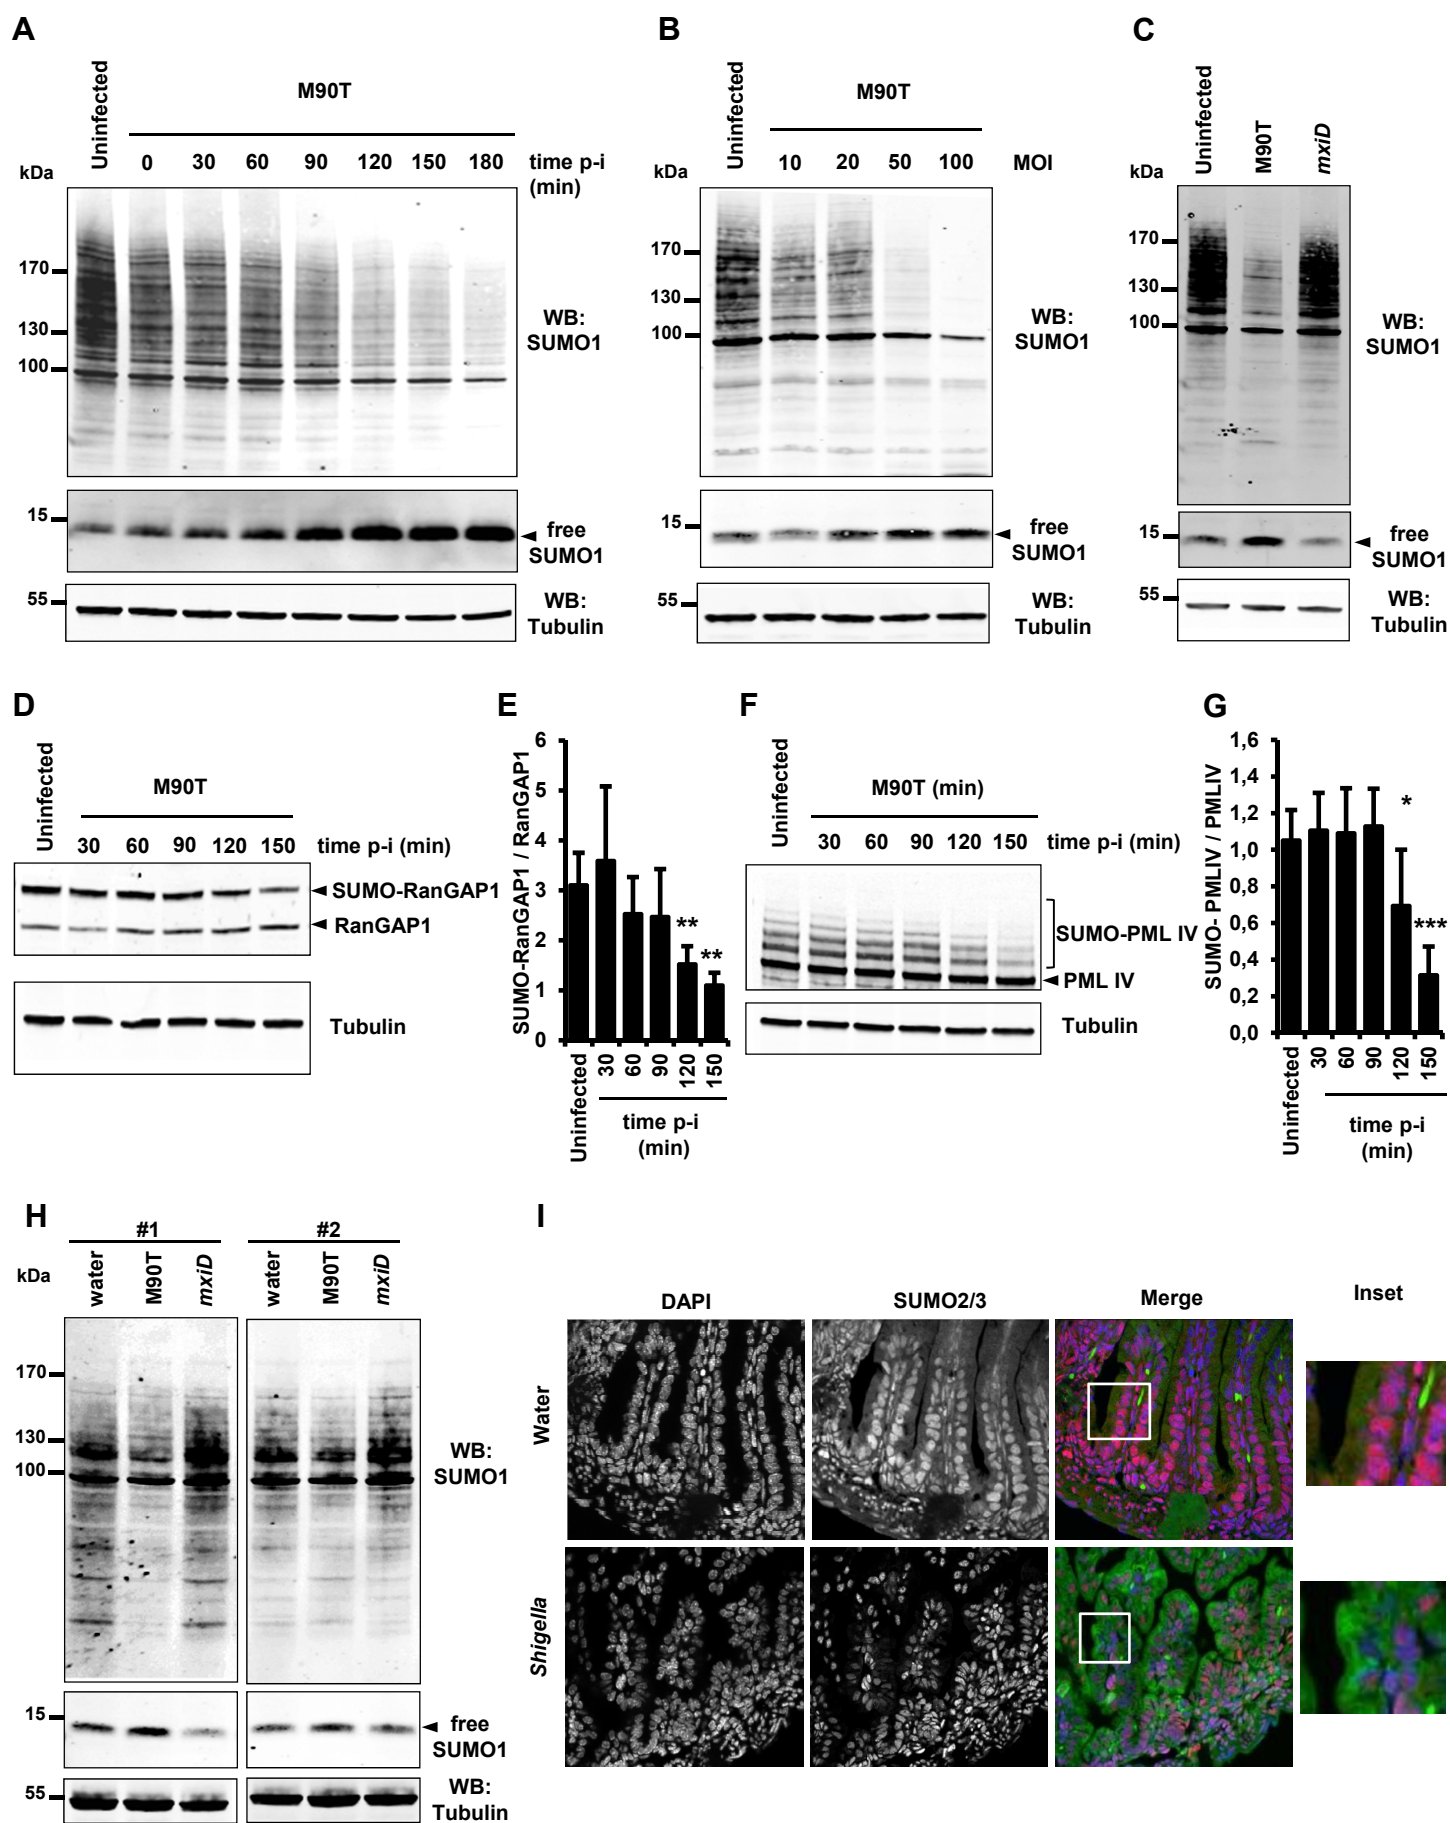 A
Uninfected
M90T
0 30 60 90 120 150 180 time p-i
(min)
kDa
170
130
100
WB:
SUMO1
15
free
SUMO1
55
WB:
Tubulin
B
Uninfected
M90T
10 20 50 100 MOI
kDa
170
130
100
WB:
SUMO1
15
free
SUMO1
55
WB:
Tubulin
C
Uninfected
M90T
mxiD
kDa
170
130
100
WB:
SUMO1
15
free
SUMO1
55
WB:
Tubulin
D
Uninfected
M90T
30 60 90 120 150 time p-i (min)
SUMO-RanGAP1
RanGAP1
Tubulin
E
SUMO-RanGAP1 / RanGAP1
6
5
4
3
2
1
0
**
**
Uninfected
30
60
90
120
150
time p-i
(min)
F
Uninfected
M90T (min)
30 60 90 120 150 time p-i (min)
SUMO-PML IV
PML IV
Tubulin
G
SUMO- PMLIV / PMLIV
1,6
1,4
1,2
1,0
0,8
0,6
0,4
0,2
0,0
*
***
Uninfected
30
60
90
120
150
time p-i
(min)
H
#1 #2
water
M90T
mxiD
water
M90T
mxiD
kDa
170
130
100
WB:
SUMO1
15
free
SUMO1
55
WB:
Tubulin
I
DAPI SUMO2/3 Merge Inset
Water
Shigella